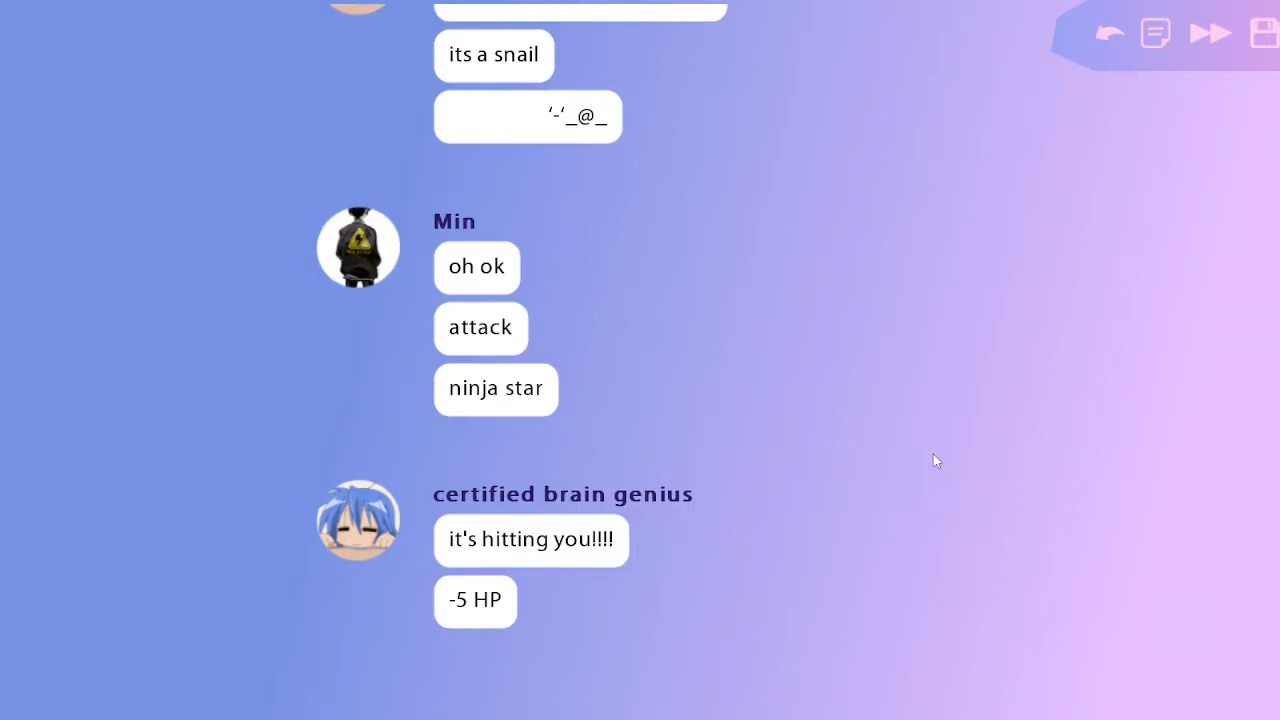 its a snail
‘-‘_@_
Min
oh ok
attack
ninja star
certified brain genius
it's hitting you!!!!
-5 HP